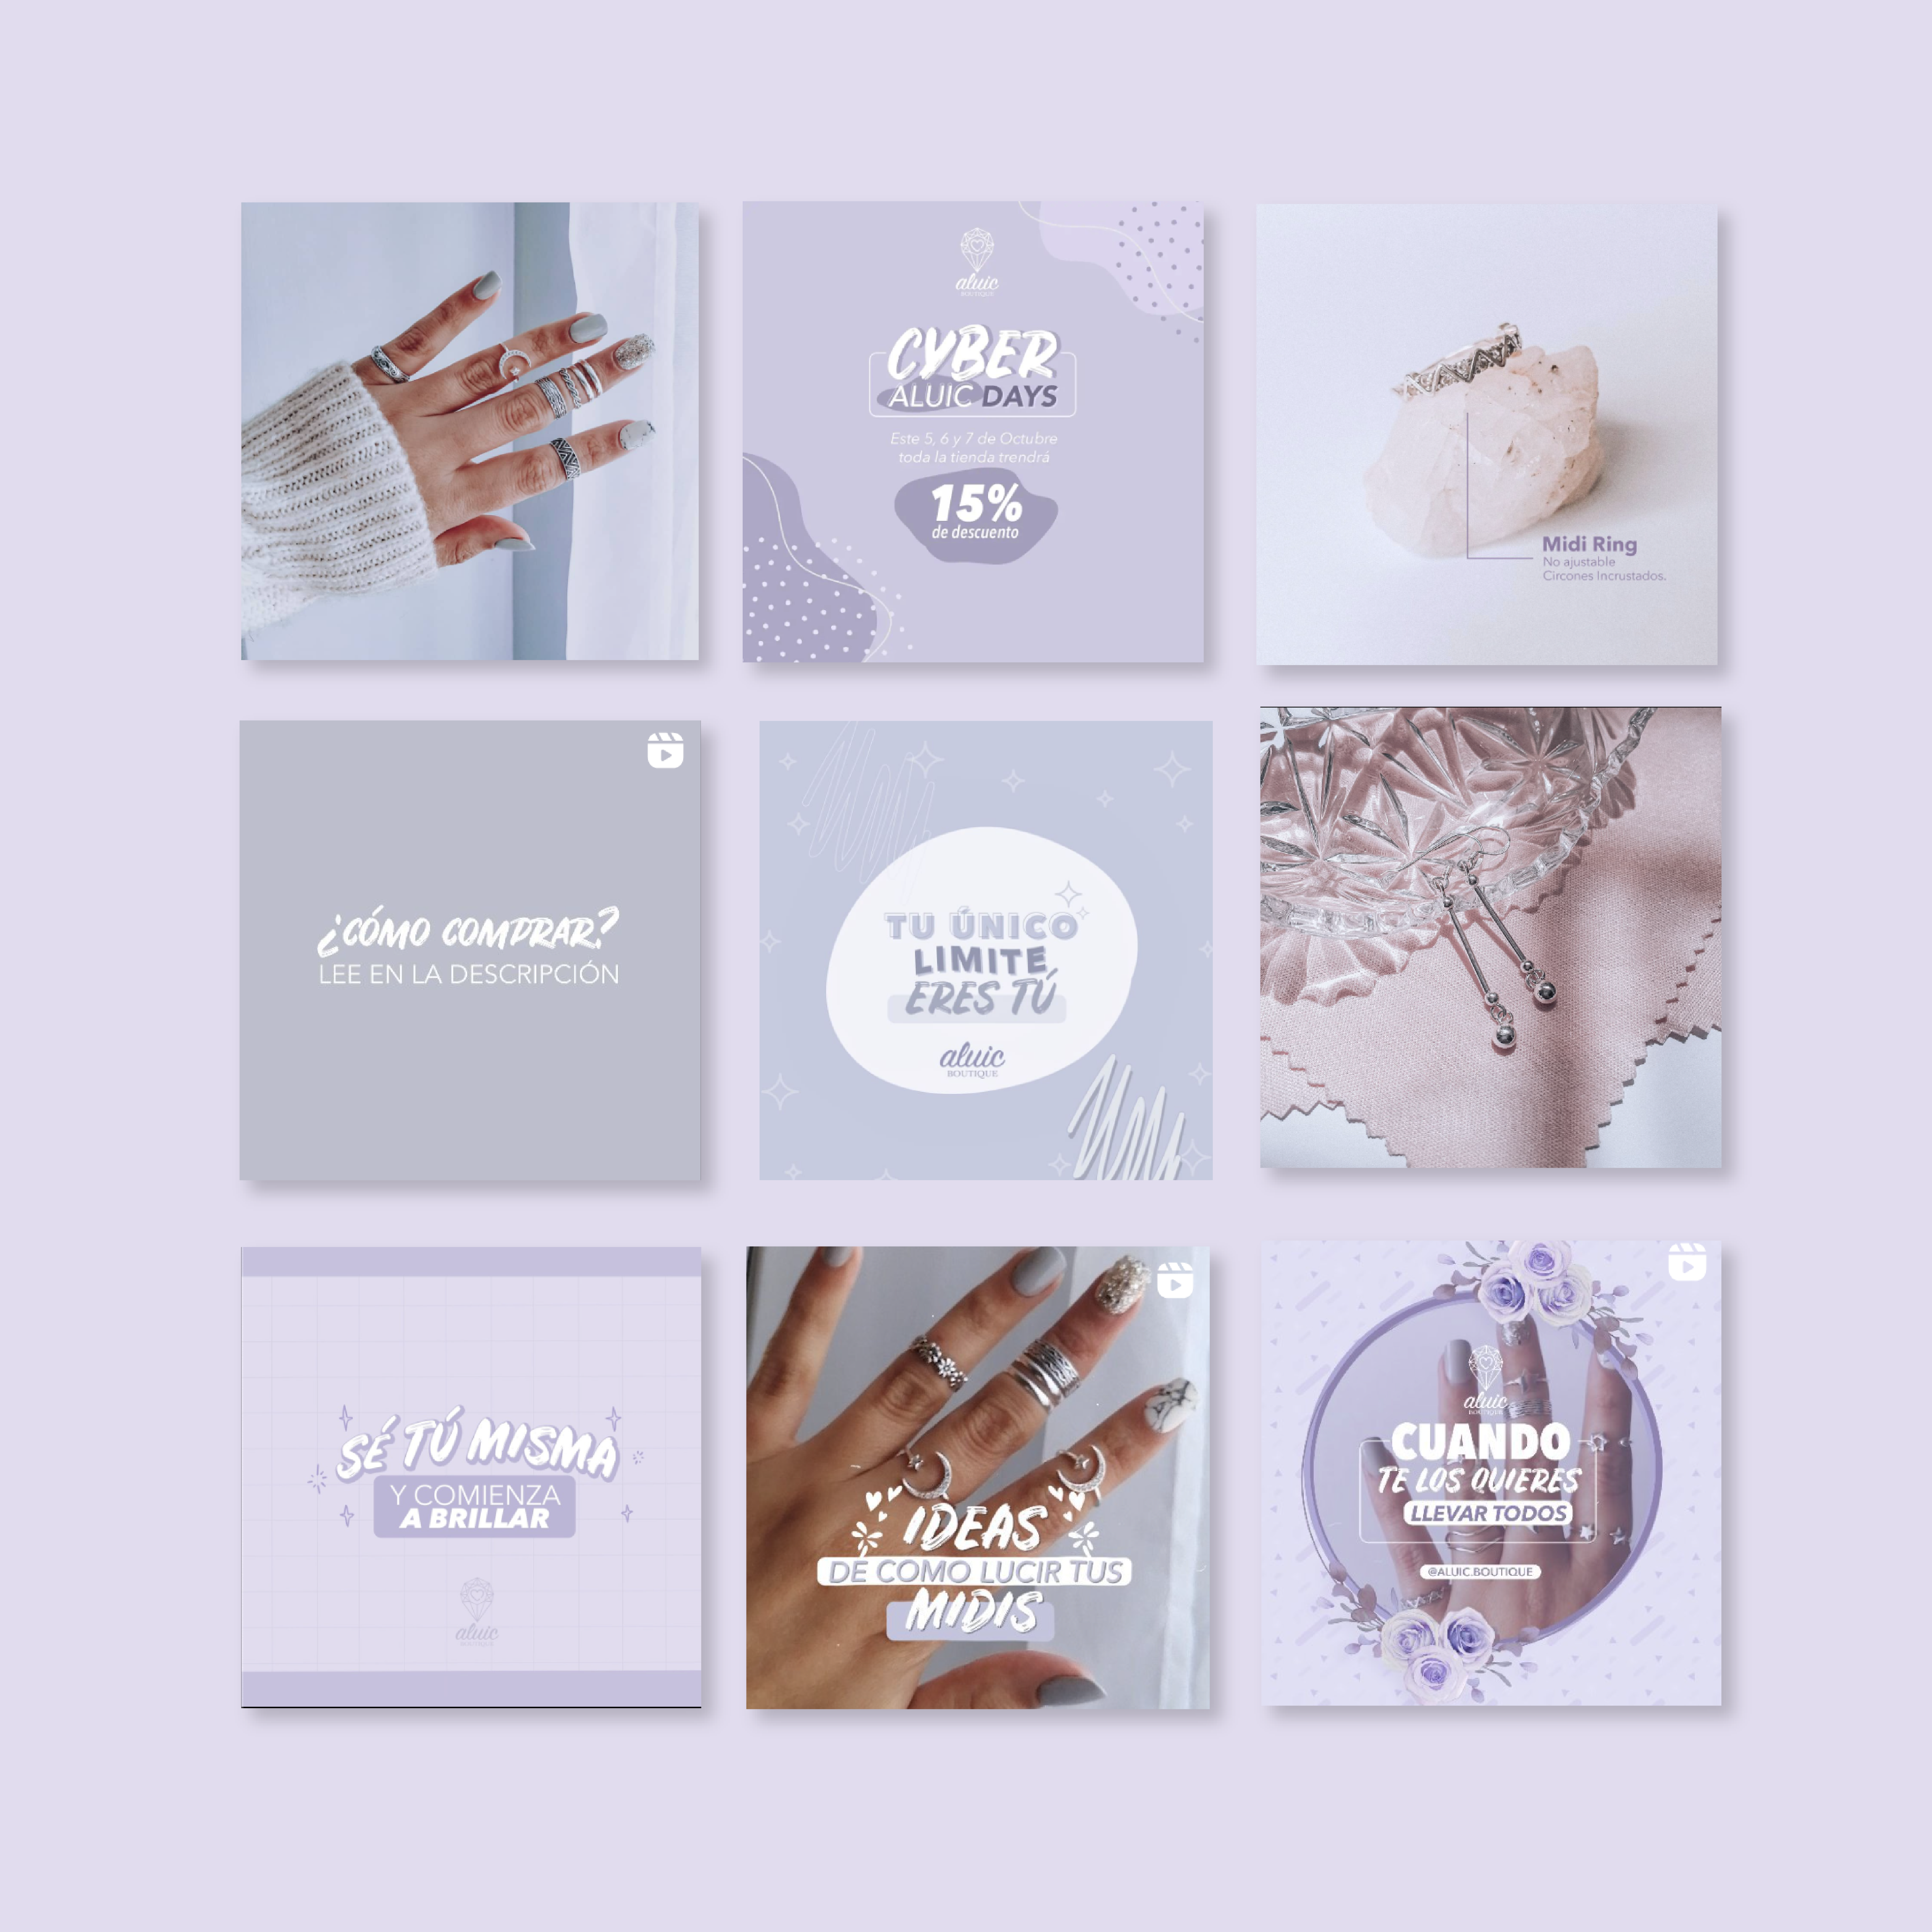 aluic
BOUTIQUE
CYBER
ALUIC DAYS
Este 5, 6 y 7 de Octubre
toda la tienda trendrá
15%
de descuento
Midi Ring
No ajustable
Circones Incrustados.
¿CÓMO COMPRAR?
LEE EN LA DESCRIPCIÓN
TU ÚNICO
LIMITE
ERES TÚ
aluic
BOUTIQUE
SÉ TÚ MISMA
Y COMIENZA
A BRILLAR
aluic
BOUTIQUE
IDEAS
DE COMO LUCIR TUS
MIDIS
aluic
BOUTIQUE
CUANDO
TE LOS QUIERES
LLEVAR TODOS
@ALUIC.BOUTIQUE